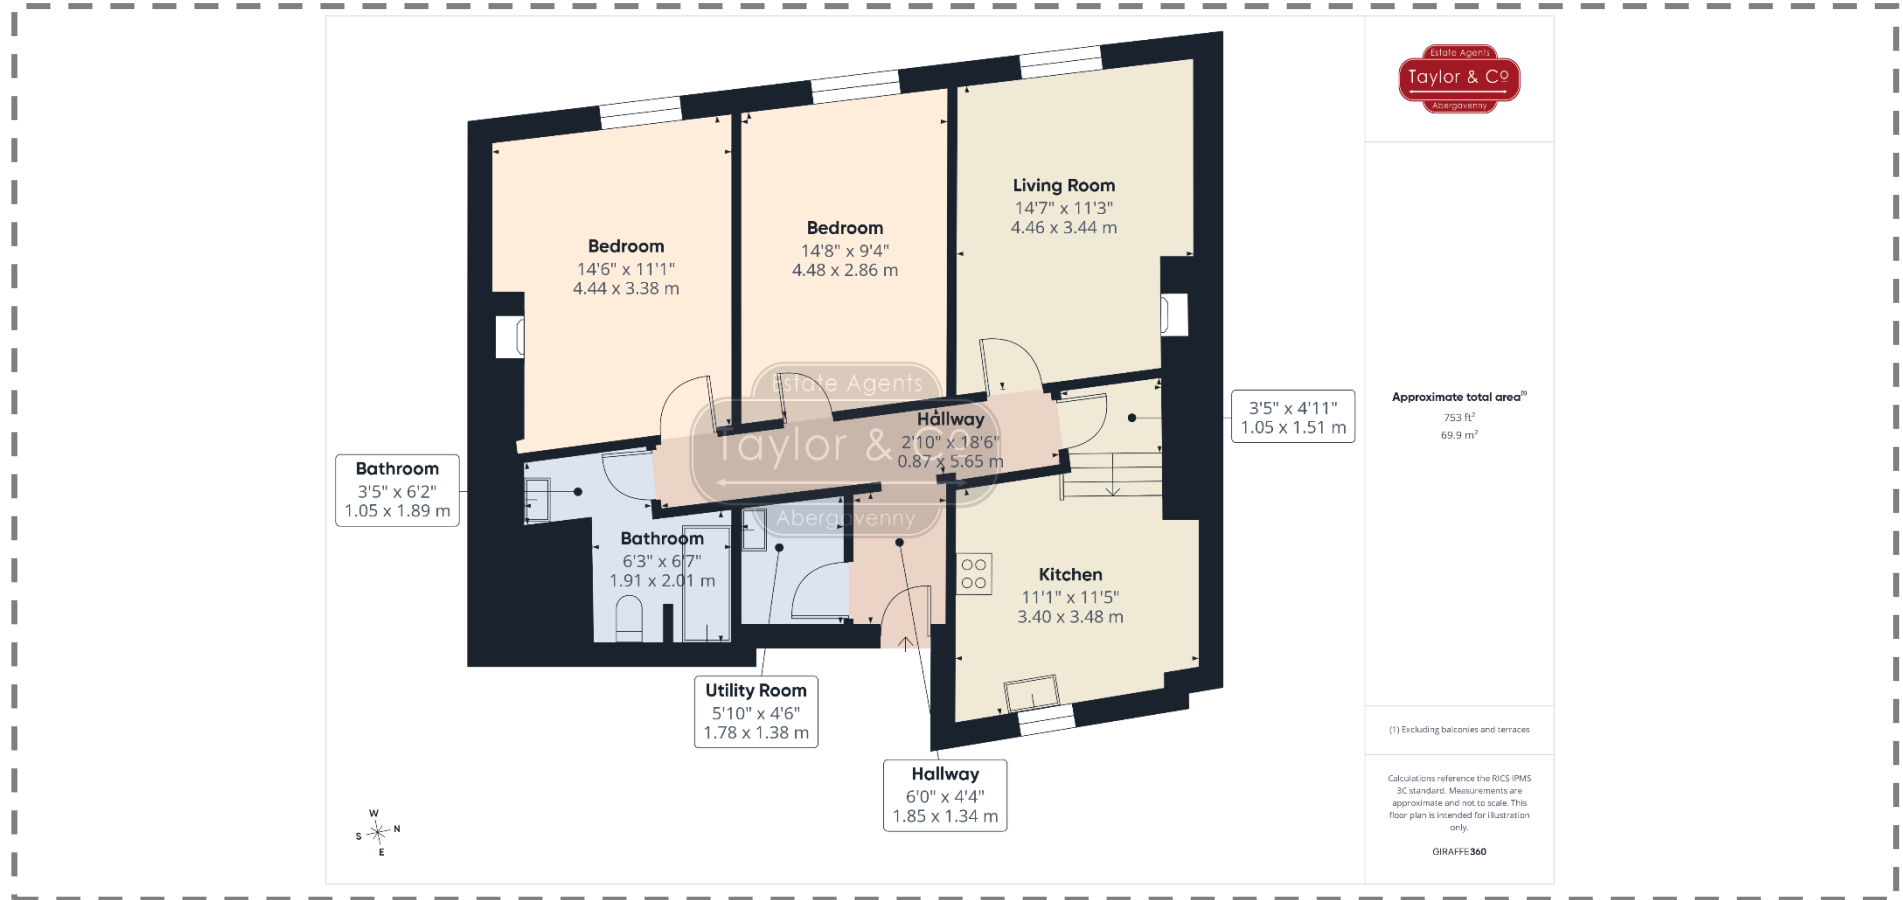 Estate Agents
Taylor & Co
Abergavenny
Living Room
14'7" x 11'3"
4.46 x 3.44 m
Bedroom
14'8" x 9'4"
4.48 x 2.86 m
Bedroom
14'6" x 11'1"
4.44 x 3.38 m
Estate Agents
Taylor & Co
Abergavenny
Hallway
2'10" x 18'6"
0.87 x 5.65 m
3'5" x 4'11"
1.05 x 1.51 m
Approximate total area(1)
753 ft²
69.9 m²
Bathroom
3'5" x 6'2"
1.05 x 1.89 m
Bathroom
6'3" x 6'7"
1.91 x 2.01 m
Kitchen
11'1" x 11'5"
3.40 x 3.48 m
Utility Room
5'10" x 4'6"
1.78 x 1.38 m
Hallway
6'0" x 4'4"
1.85 x 1.34 m
(1) Excluding balconies and terraces
Calculations reference the RICS IPMS
3C standard. Measurements are
approximate and not to scale. This
floor plan is intended for illustration
only.
GIRAFFE360
W
S N
E